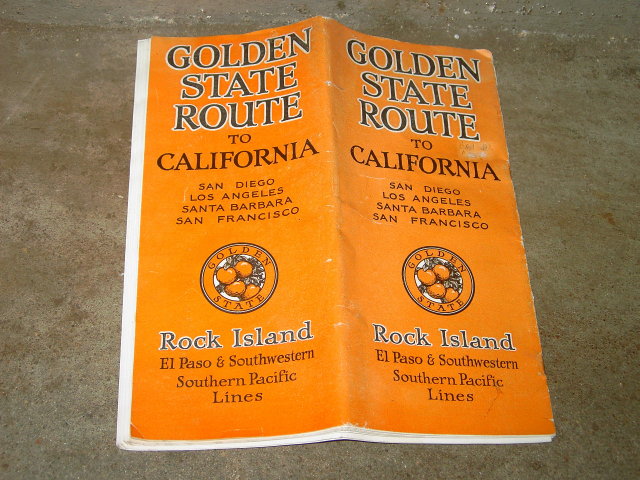 GOLDEN
STATE
ROUTE
TO
CALIFORNIA
SAN DIEGO
LOS ANGELES
SANTA BARBARA
SAN FRANCISCO
GOLDEN
STATE
Rock Island
El Paso & Southwestern
Southern Pacific
Lines
GOLDEN
STATE
ROUTE
TO
CALIFORNIA
SAN DIEGO
LOS ANGELES
SANTA BARBARA
SAN FRANCISCO
GOLDEN
STATE
Rock Island
El Paso & Southwestern
Southern Pacific
Lines